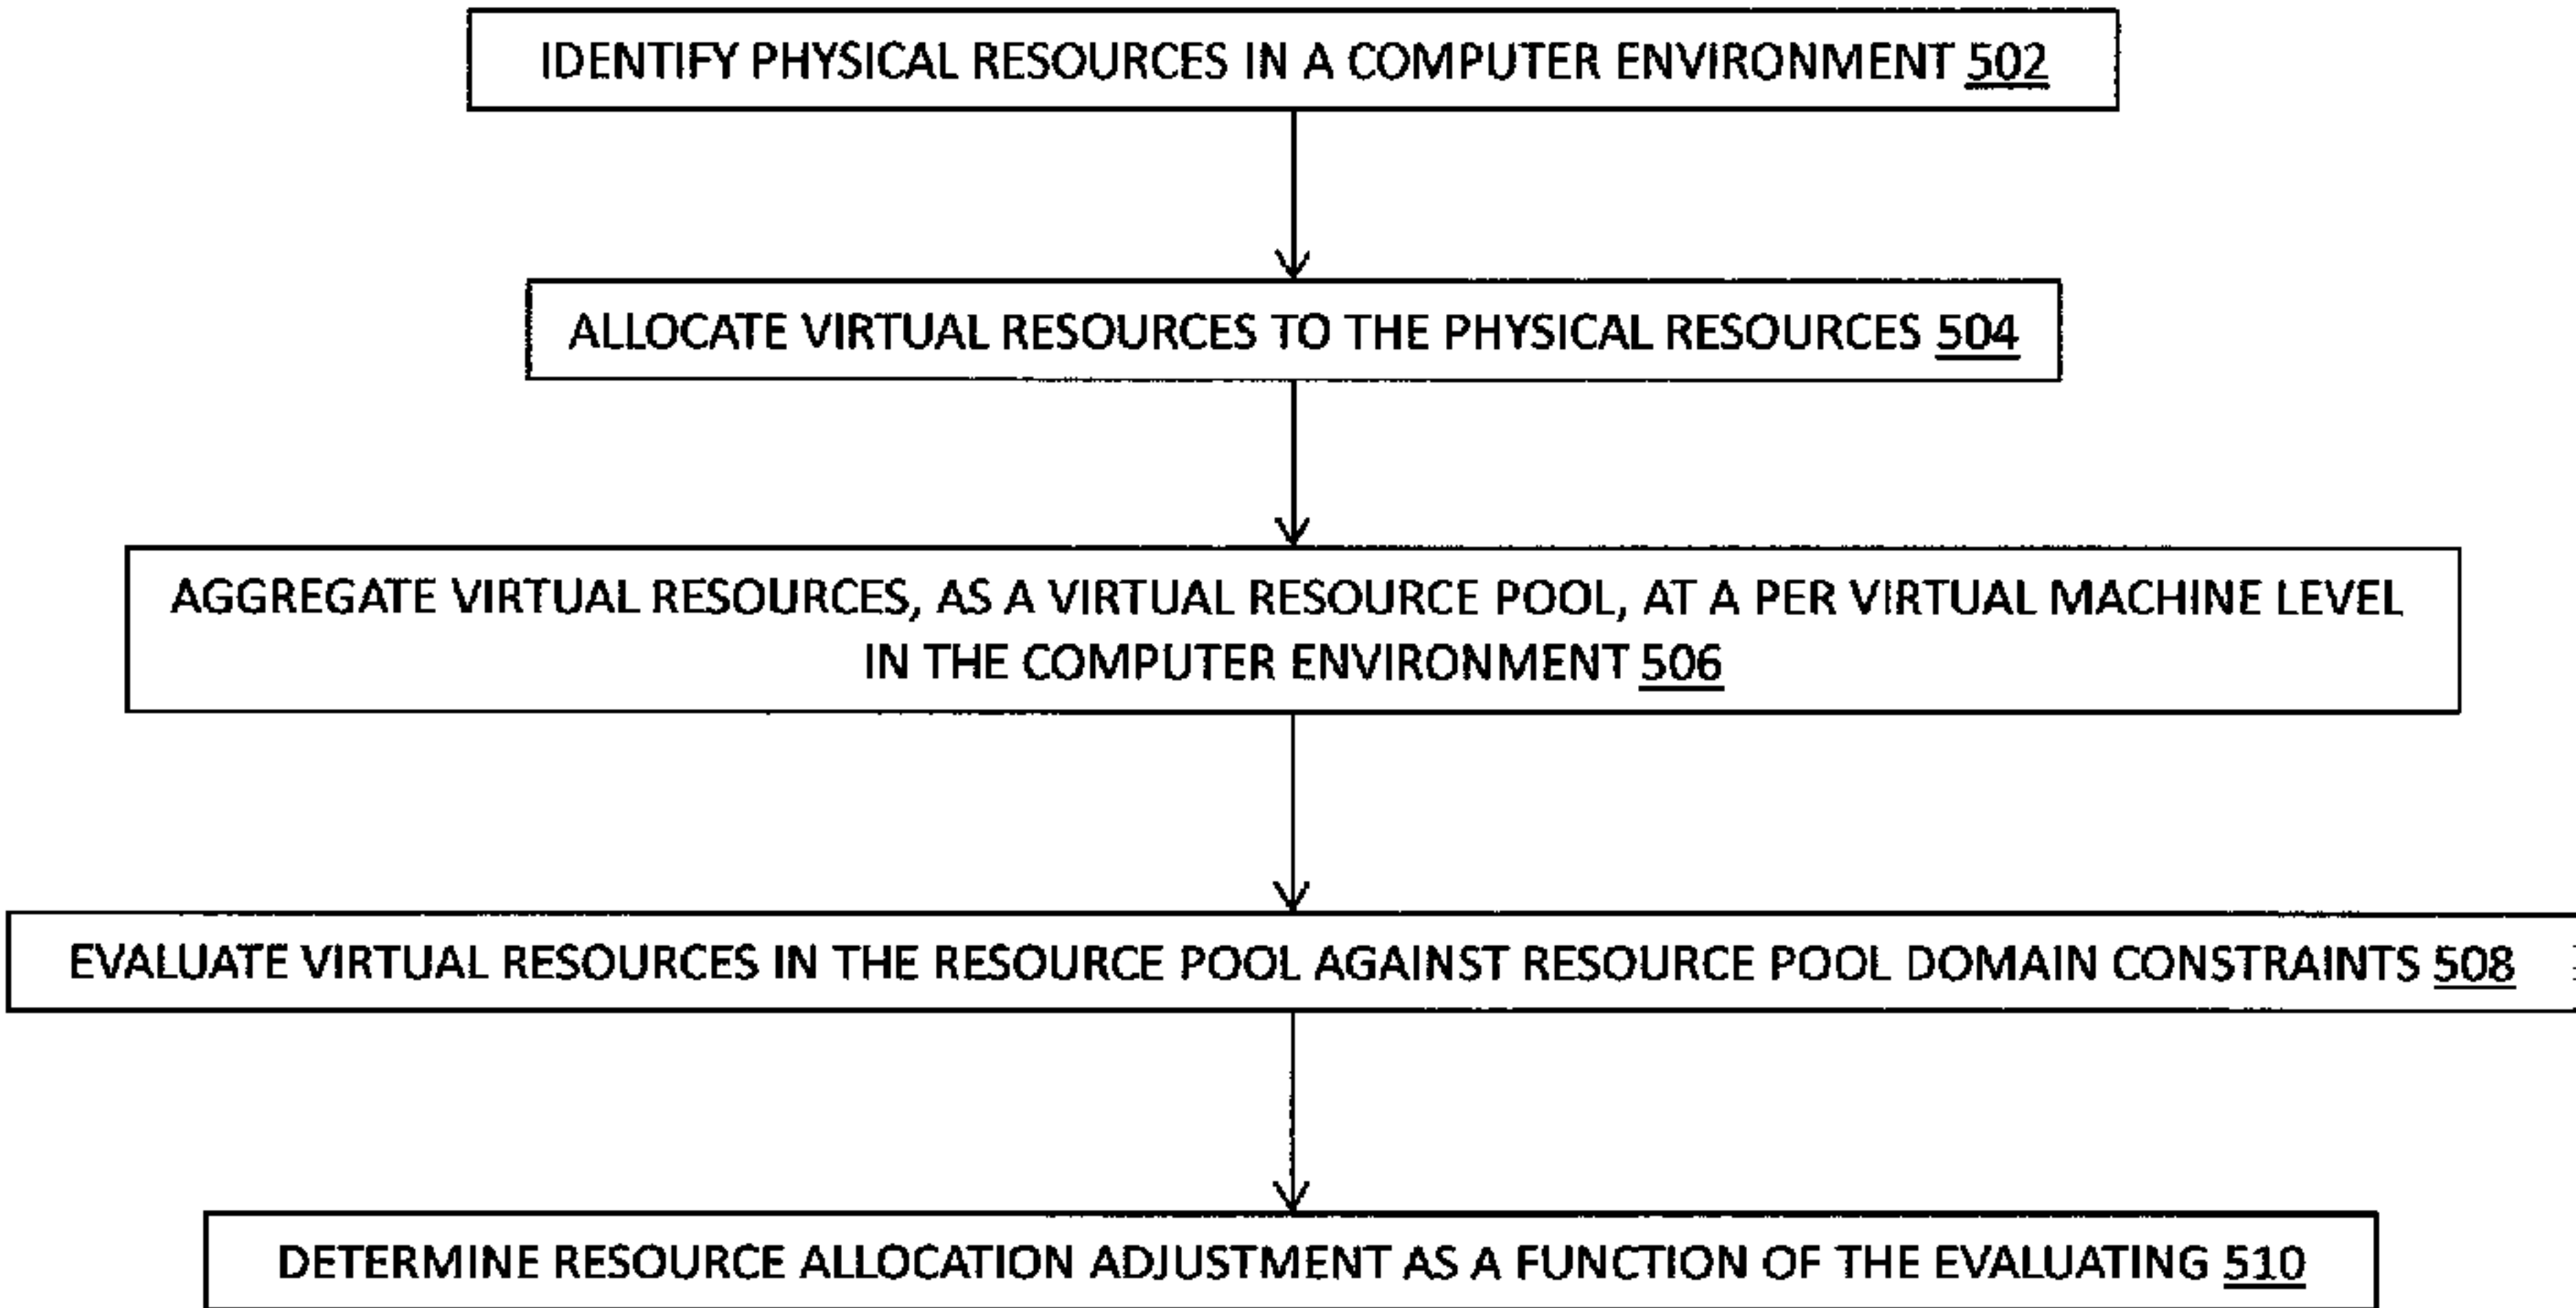 IDENTIFY PHYSICAL RESOURCES IN A COMPUTER ENVIRONMENT 502
ALLOCATE VIRTUAL RESOURCES TO THE PHYSICAL RESOURCES 504
AGGREGATE VIRTUAL RESOURCES, AS A VIRTUAL RESOURCE POOL, AT A PER VIRTUAL MACHINE LEVEL
IN THE COMPUTER ENVIRONMENT 506
EVALUATE VIRTUAL RESOURCES IN THE RESOURCE POOL AGAINST RESOURCE POOL DOMAIN CONSTRAINTS 508
DETERMINE RESOURCE ALLOCATION ADJUSTMENT AS A FUNCTION OF THE EVALUATING 510